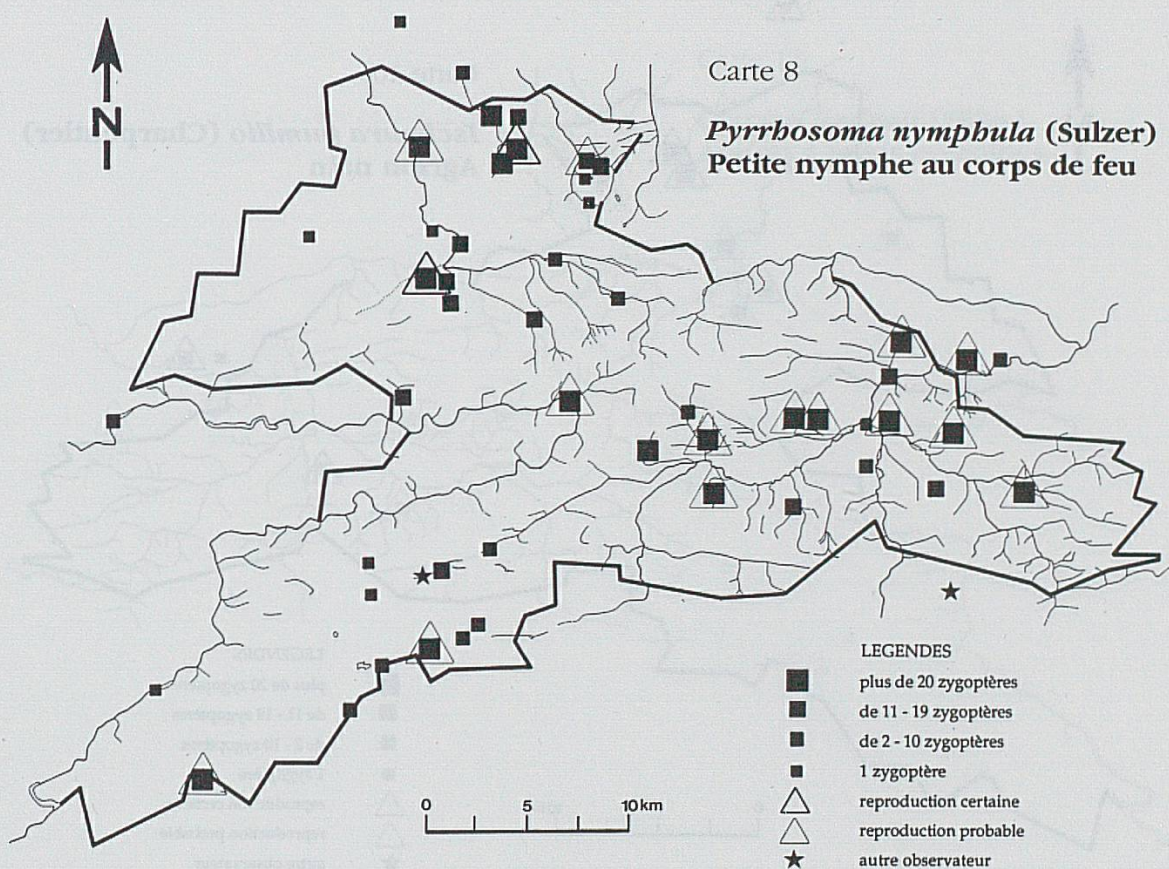 N
Carte 8
Pyrrhosoma nymphula (Sulzer)
Petite nymphe au corps de feu
LEGENDES
plus de 20 zygoptères
de 11 - 19 zygoptères
de 2 - 10 zygoptères
1 zygoptère
reproduction certaine
reproduction probable
autre observateur
0 5 10 km